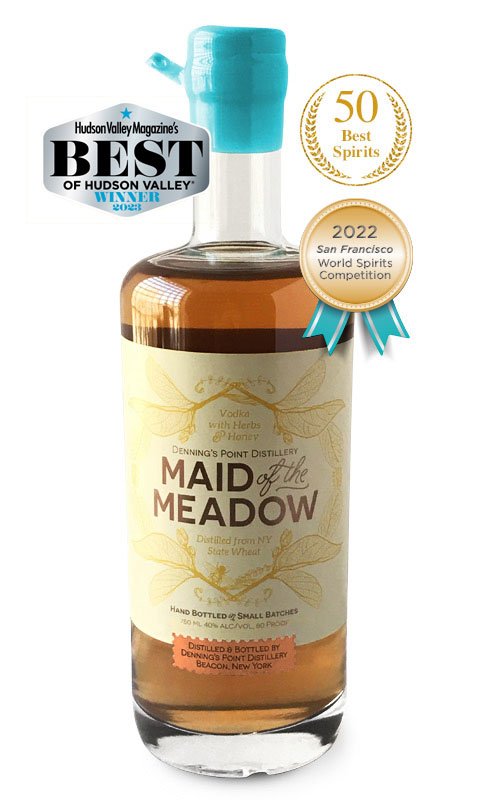 Hudson Valley Magazine's
BEST
OF HUDSON VALLEY®
WINNER
2023
50
Best
Spirits
2022
San Francisco
World Spirits
Competition
Vodka
with Herbs
& Honey
DENNING'S POINT DISTILLERY
MAID of the
MEADOW
Distilled from NY
State Wheat
HAND BOTTLED of SMALL BATCHES
750 ML 40% ALC/VOL, 80 PROOF
DISTILLED & BOTTLED BY
DENNING'S POINT DISTILLERY
BEACON, NEW YORK